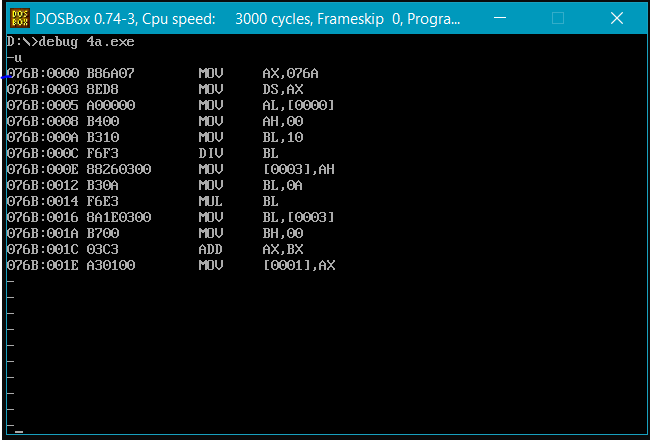 DOS BOX DOSBox 0.74-3, Cpu speed: 3000 cycles, Frameskip 0, Progra...
D:\>debug 4a.exe
-u
076B:0000 B86A07 MOV AX,076A
076B:0003 8ED8 MOV DS,AX
076B:0005 A00000 MOV AL,[0000]
076B:0008 B400 MOV AH,00
076B:000A B310 MOV BL,10
076B:000C F6F3 DIV BL
076B:000E 88260300 MOV [0003],AH
076B:0012 B30A MOV BL,0A
076B:0014 F6E3 MUL BL
076B:0016 8A1E0300 MOV BL,[0003]
076B:001A B700 MOV BH,00
076B:001C 03C3 ADD AX,BX
076B:001E A30100 MOV [0001],AX
-
-
-
-
-
-
-
-
-
-_